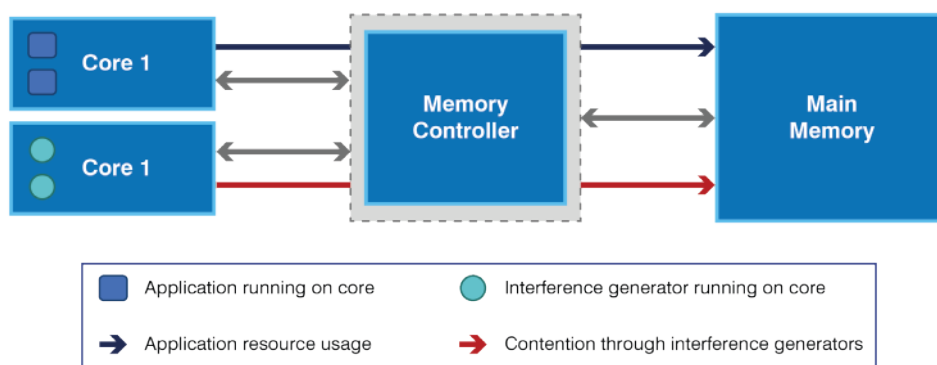 Core 1
Core 1
Memory
Controller
Main
Memory
Application running on core
Interference generator running on core
Application resource usage
Contention through interference generators